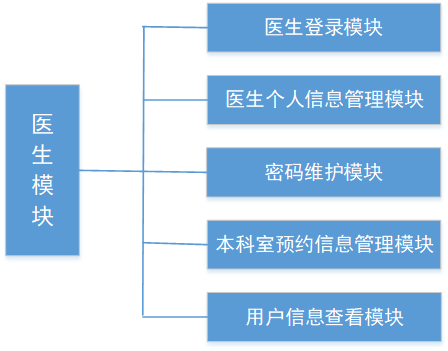 医生模块
医生登录模块
医生个人信息管理模块
密码维护模块
本科室预约信息管理模块
用户信息查看模块